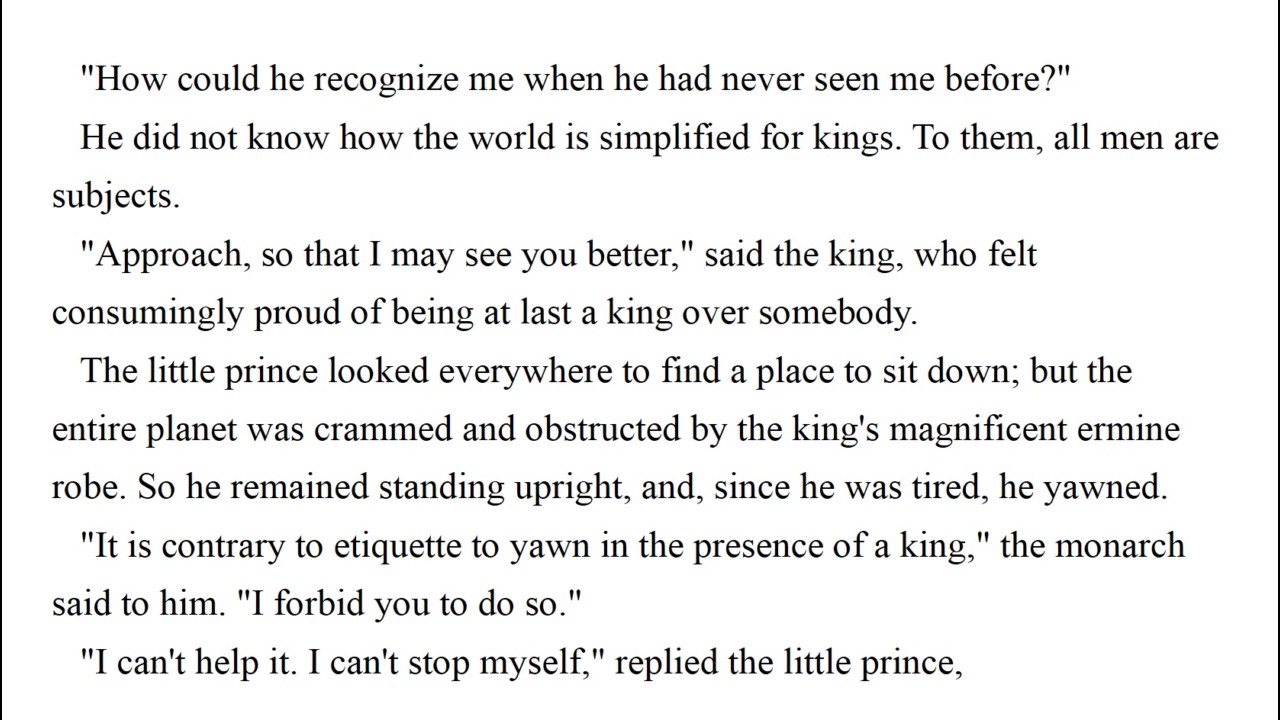 "How could he recognize me when he had never seen me before?"
He did not know how the world is simplified for kings. To them, all men are
subjects.
"Approach, so that I may see you better," said the king, who felt
consumingly proud of being at last a king over somebody.
The little prince looked everywhere to find a place to sit down; but the
entire planet was crammed and obstructed by the king's magnificent ermine
robe. So he remained standing upright, and, since he was tired, he yawned.
"It is contrary to etiquette to yawn in the presence of a king," the monarch
said to him. "I forbid you to do so."
"I can't help it. I can't stop myself," replied the little prince,